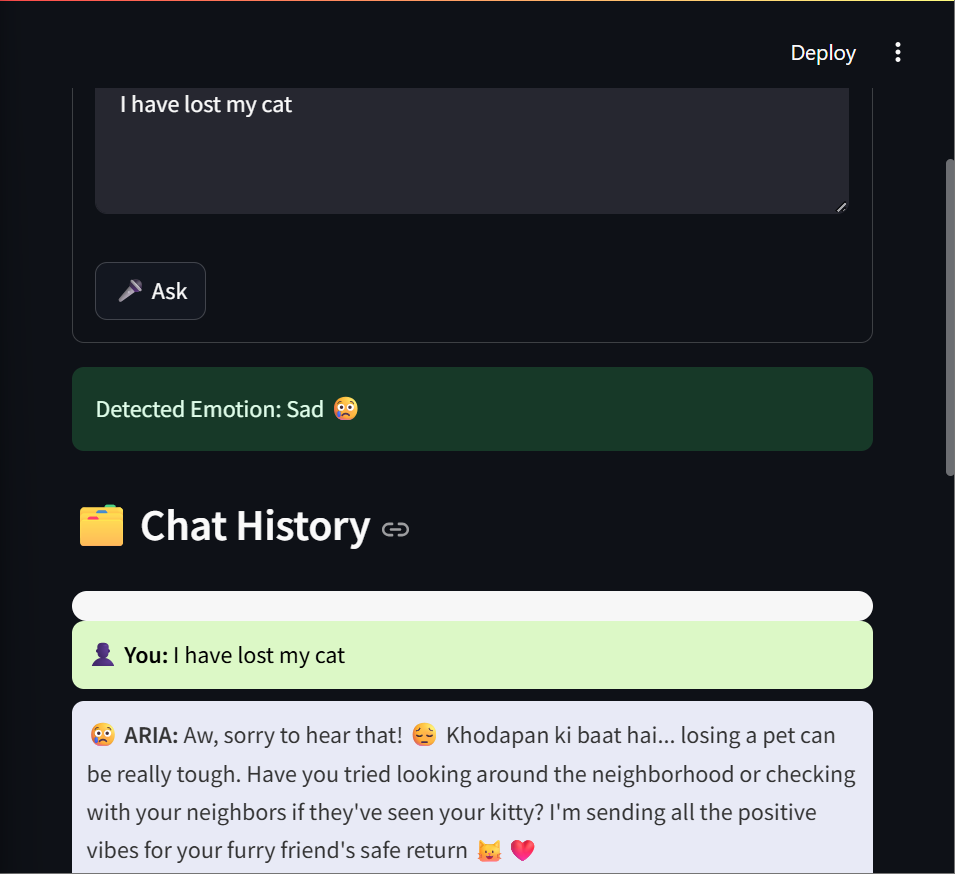 Deploy
I have lost my cat
🎤 Ask
Detected Emotion: Sad 😢
🗂️ Chat History
👤 You: I have lost my cat
😢 ARIA: Aw, sorry to hear that! 😔 Khodapan ki baat hai... losing a pet can
be really tough. Have you tried looking around the neighborhood or checking
with your neighbors if they've seen your kitty? I'm sending all the positive
vibes for your furry friend's safe return 🐱 ❤️